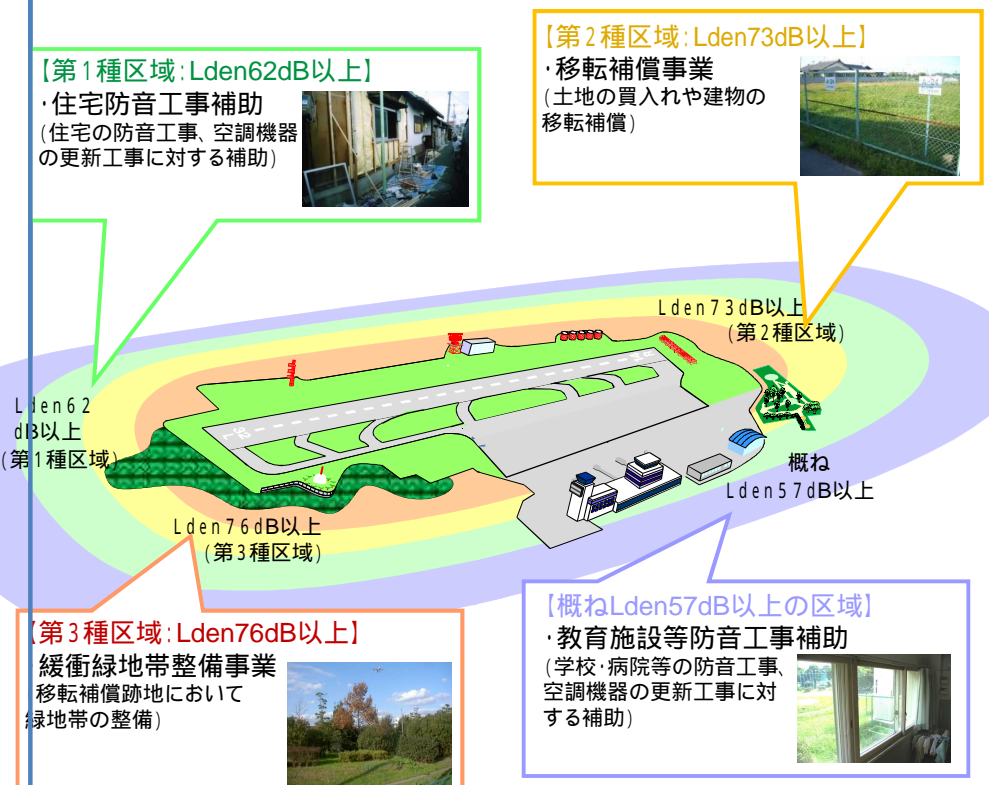 【第1種区域:Lden62dB以上】
・住宅防音工事補助
(住宅の防音工事、空調機器
の更新工事に対する補助)
【第2種区域:Lden73dB以上】
・移転補償事業
(土地の買入れや建物の
移転補償)
Lden73dB以上
(第2種区域)
Lden62
dB以上
(第1種区域)
概ね
Lden57dB以上
Lden76dB以上
(第3種区域)
【第3種区域:Lden76dB以上】
緩衝緑地帯整備事業
移転補償跡地において
緑地帯の整備)
【概ねLden57dB以上の区域】
・教育施設等防音工事補助
(学校・病院等の防音工事、
空調機器の更新工事に対
する補助)